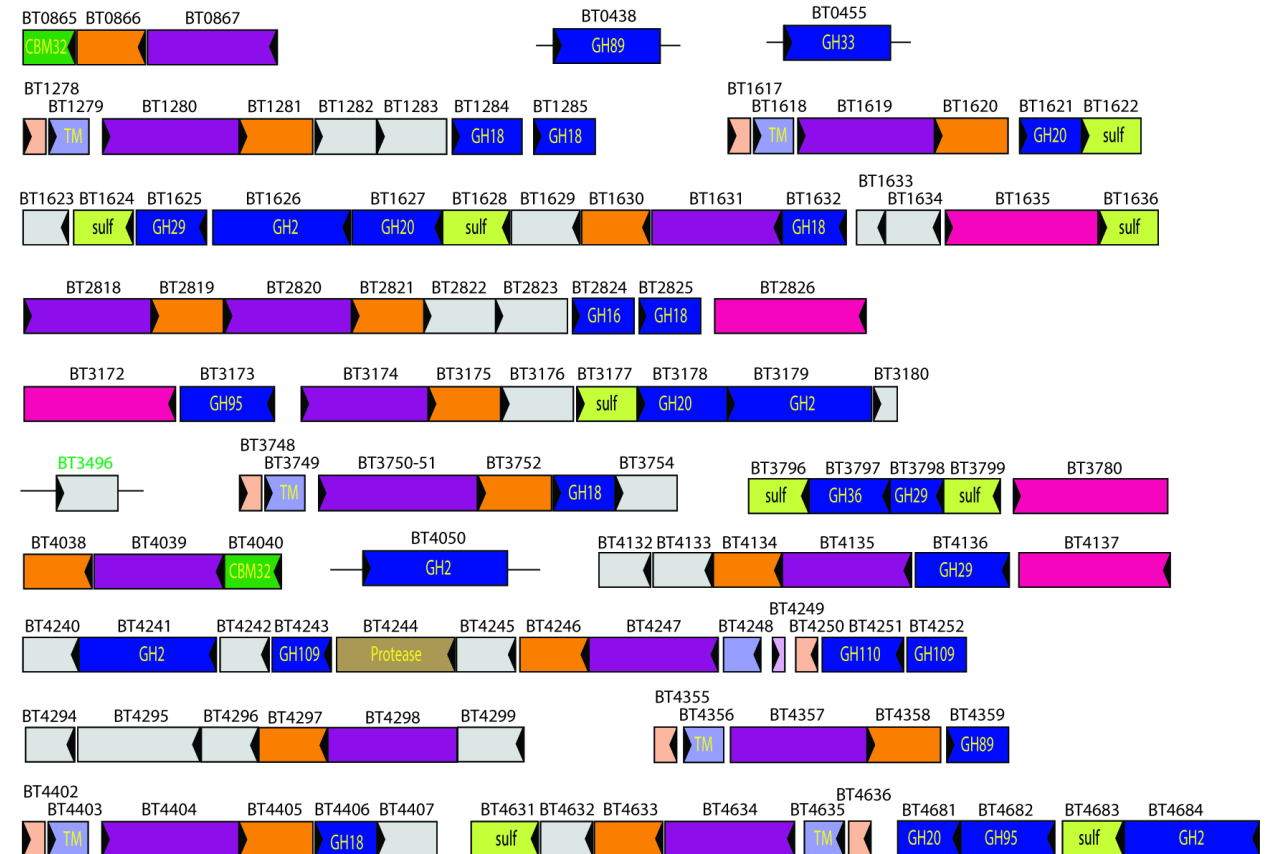 BT0865 BT0866 BT0867 BT0438 BT0455
CBM32 GH89 GH33
BT1278 BT1617
BT1279 BT1280 BT1281 BT1282 BT1283 BT1284 BT1285 BT1618 BT1619 BT1620 BT1621 BT1622
TM GH18 GH18 TM GH20 sulf
BT1633
BT1623 BT1624 BT1625 BT1626 BT1627 BT1628 BT1629 BT1630 BT1631 BT1632 BT1634 BT1635 BT1636
sulf GH29 GH2 GH20 sulf GH18 sulf
BT2818 BT2819 BT2820 BT2821 BT2822 BT2823 BT2824 BT2825 BT2826
GH16 GH18
BT3172 BT3173 BT3174 BT3175 BT3176 BT3177 BT3178 BT3179 BT3180
GH95 sulf GH20 GH2
BT3748
BT3496 BT3749 BT3750-51 BT3752 BT3754 BT3796 BT3797 BT3798 BT3799 BT3780
TM GH18 sulf GH36 GH29 sulf
BT4038 BT4039 BT4040 BT4050 BT4132 BT4133 BT4134 BT4135 BT4136 BT4137
CBM32 GH2 GH29
BT4249
BT4240 BT4241 BT4242 BT4243 BT4244 BT4245 BT4246 BT4247 BT4248 BT4250 BT4251 BT4252
GH2 GH109 Protease GH110 GH109
BT4355
BT4294 BT4295 BT4296 BT4297 BT4298 BT4299 BT4356 BT4357 BT4358 BT4359
TM GH89
BT4402 BT4636
BT4403 BT4404 BT4405 BT4406 BT4407 BT4631 BT4632 BT4633 BT4634 BT4635 BT4681 BT4682 BT4683 BT4684
TM GH18 sulf TM GH20 GH95 sulf GH2